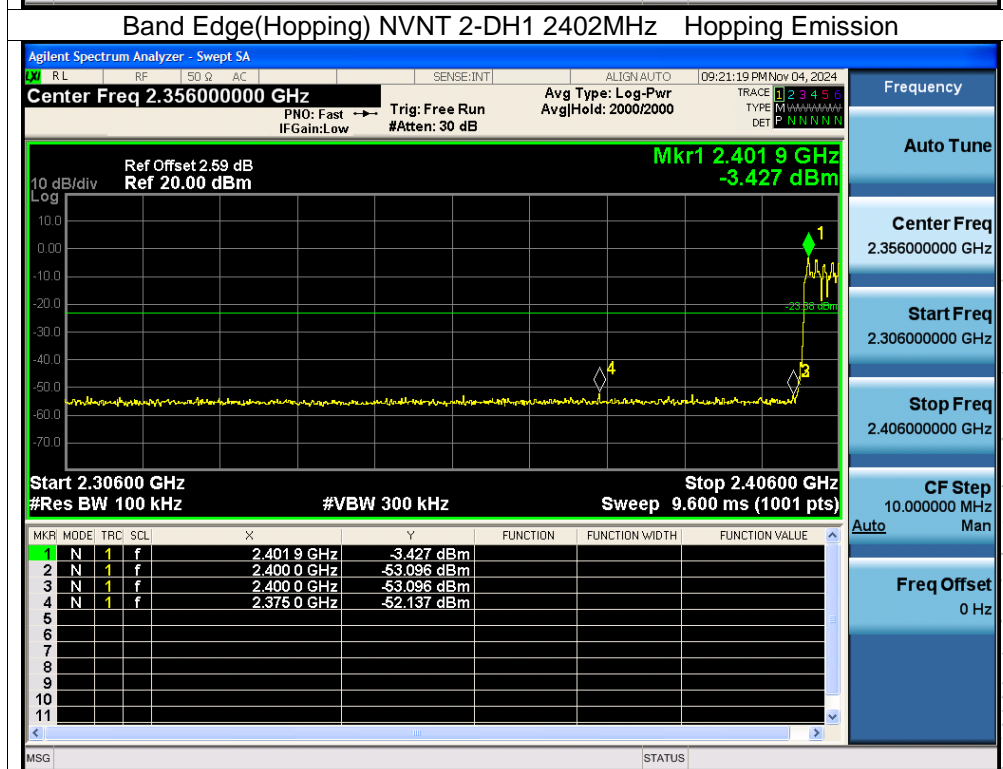 Band Edge(Hopping) NVNT 2-DH1 2402MHz Hopping Emission
Agilent Spectrum Analyzer - Swept SA
LXI RL RF 50 Ω AC SENSE:INT ALIGN AUTO 09:21:19 PM Nov 04, 2024
Center Freq 2.356000000 GHz
PNO: Fast
IFGain:Low
Trig: Free Run
#Atten: 30 dB
Avg Type: Log-Pwr
Avg|Hold: 2000/2000
TRACE 1 2 3 4 5 6
TYPE M
DET P N N N N N
Frequency
Auto Tune
Center Freq
2.356000000 GHz
Start Freq
2.306000000 GHz
Stop Freq
2.406000000 GHz
CF Step
10.000000 MHz
Auto Man
Freq Offset
0 Hz
Mkr1 2.401 9 GHz
-3.427 dBm
Ref Offset 2.59 dB
10 dB/div Ref 20.00 dBm
Log
10.0
0.00
-10.0
-20.0
-30.0
-40.0
-50.0
-60.0
-70.0
1
4
3
Start 2.30600 GHz Stop 2.40600 GHz
#Res BW 100 kHz #VBW 300 kHz Sweep 9.600 ms (1001 pts)
MKR MODE TRC SCL X Y FUNCTION FUNCTION WIDTH FUNCTION VALUE
1 N 1 f 2.401 9 GHz -3.427 dBm
2 N 1 f 2.400 0 GHz -53.096 dBm
3 N 1 f 2.400 0 GHz -53.096 dBm
4 N 1 f 2.375 0 GHz -52.137 dBm
5
6
7
8
9
10
11
MSG STATUS